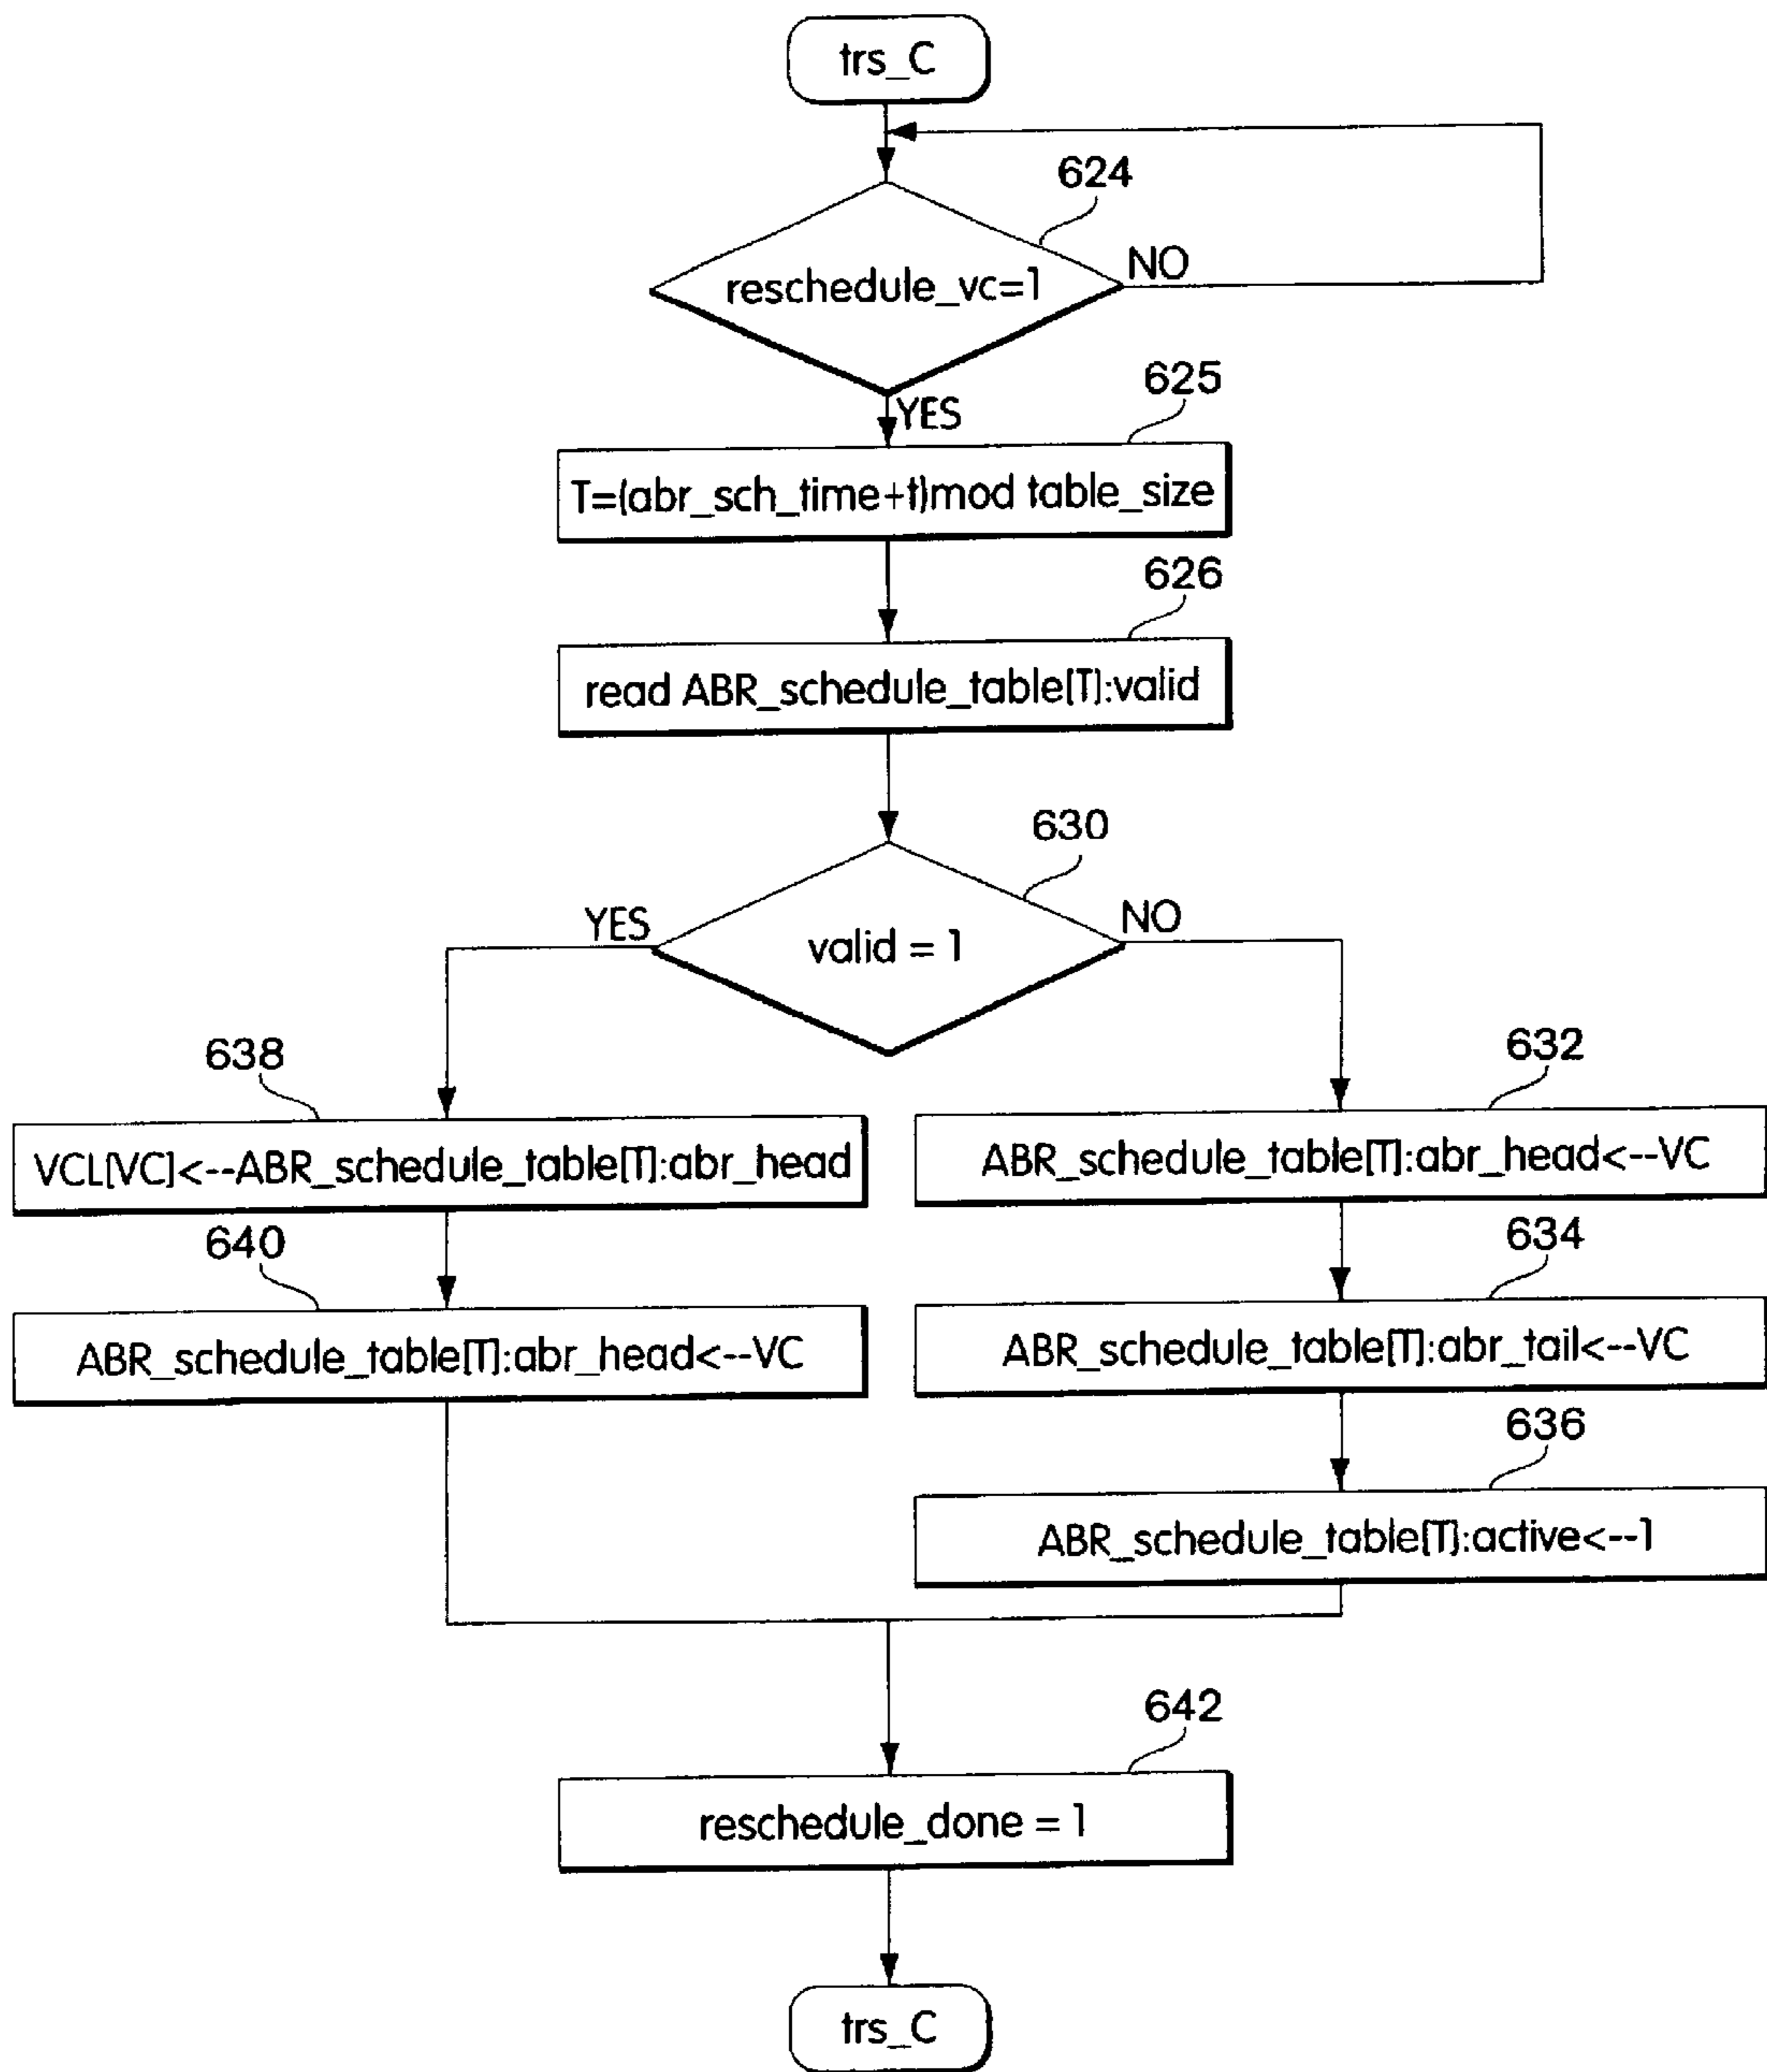 trs_C
624
reschedule_vc=1
NO
YES
625
T=(abr_sch_time+t)mod table_size
626
read ABR_schedule_table[T]:valid
630
YES
valid = 1
NO
638
VCL[VC]<--ABR_schedule_table[T]:abr_head
632
ABR_schedule_table[T]:abr_head<--VC
640
ABR_schedule_table[T]:abr_head<--VC
634
ABR_schedule_table[T]:abr_tail<--VC
636
ABR_schedule_table[T]:active<--1
642
reschedule_done = 1
trs_C